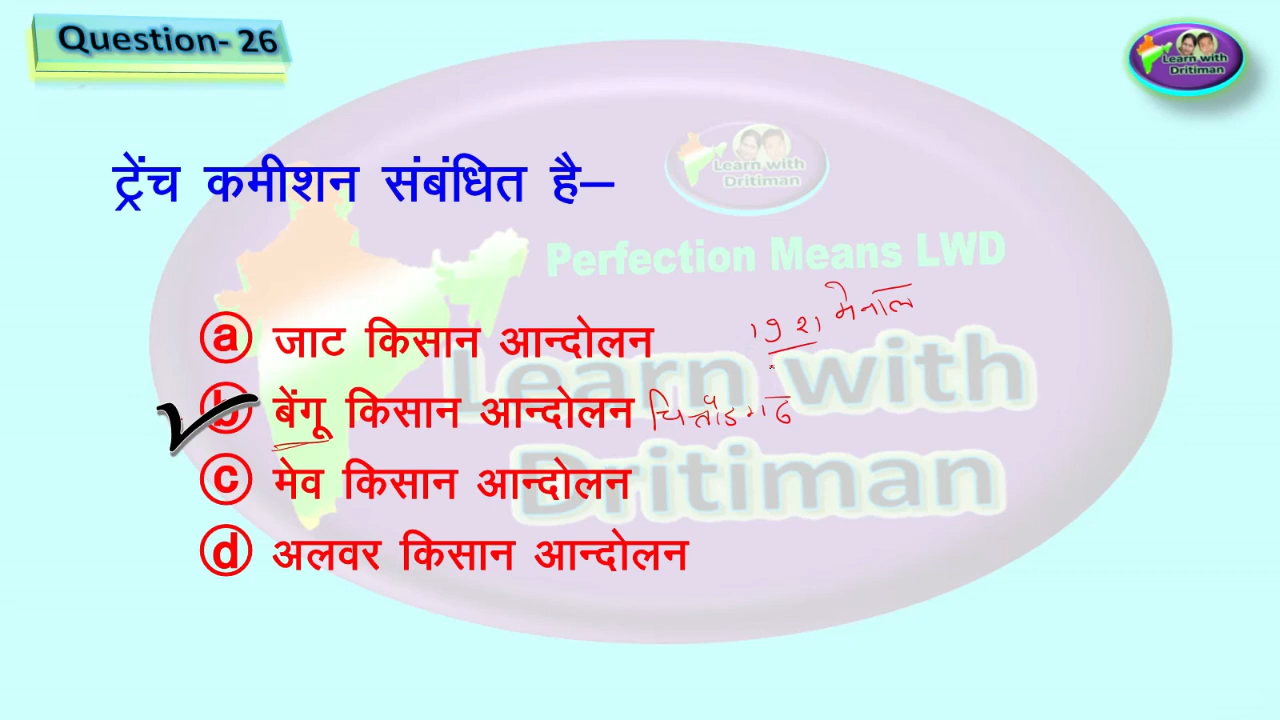 Question- 26
Learn with
Dritiman
ट्रेंच कमीशन संबंधित है–
Learn with
Dritiman
Perfection Means LWD
1921 मेनाल
ⓐ जाट किसान आन्दोलन
ⓑ बेंगू किसान आन्दोलन चित्तौडगढ
ⓒ मेव किसान आन्दोलन
ⓓ अलवर किसान आन्दोलन
Learn with
Dritiman